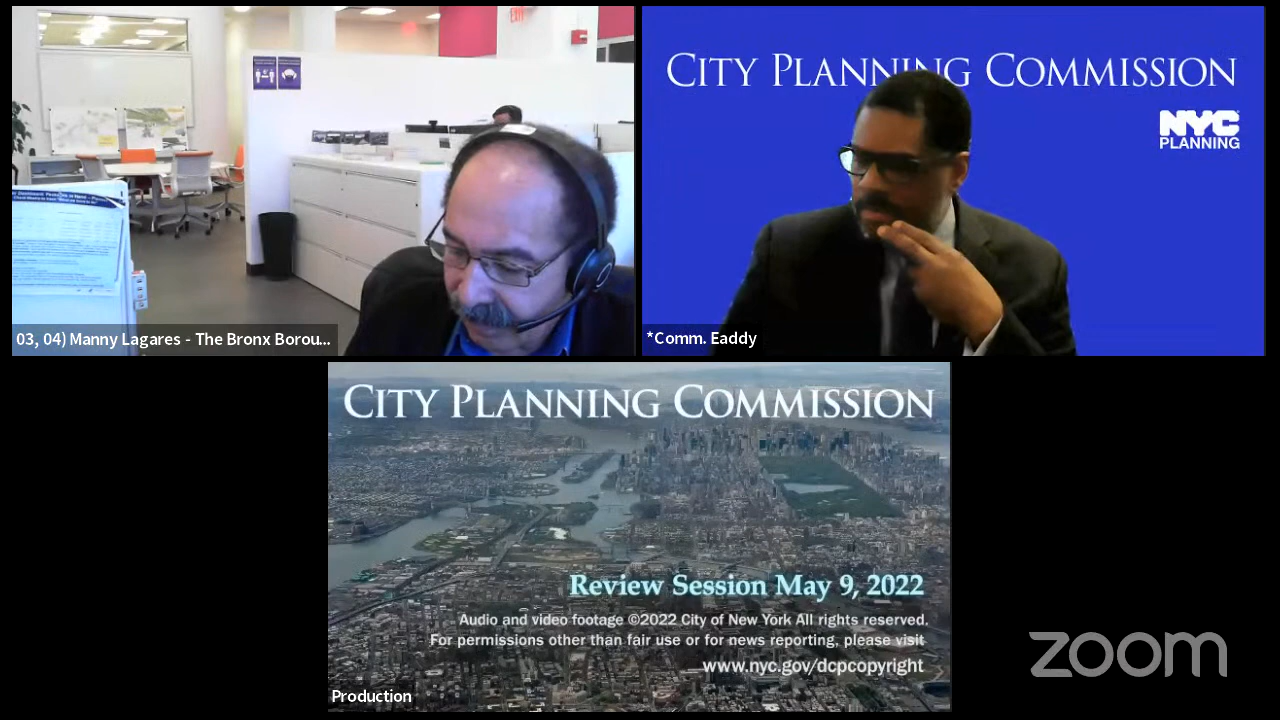 EXIT
03, 04) Manny Lagares - The Bronx Borou...
CITY PLANNING COMMISSION
NYC
PLANNING
*Comm. Eaddy
CITY PLANNING COMMISSION
Review Session May 9, 2022
Audio and video footage ©2022 City of New York All rights reserved.
For permissions other than fair use or for news reporting, please visit
www.nyc.gov/dcpcopyright
Production
zoom